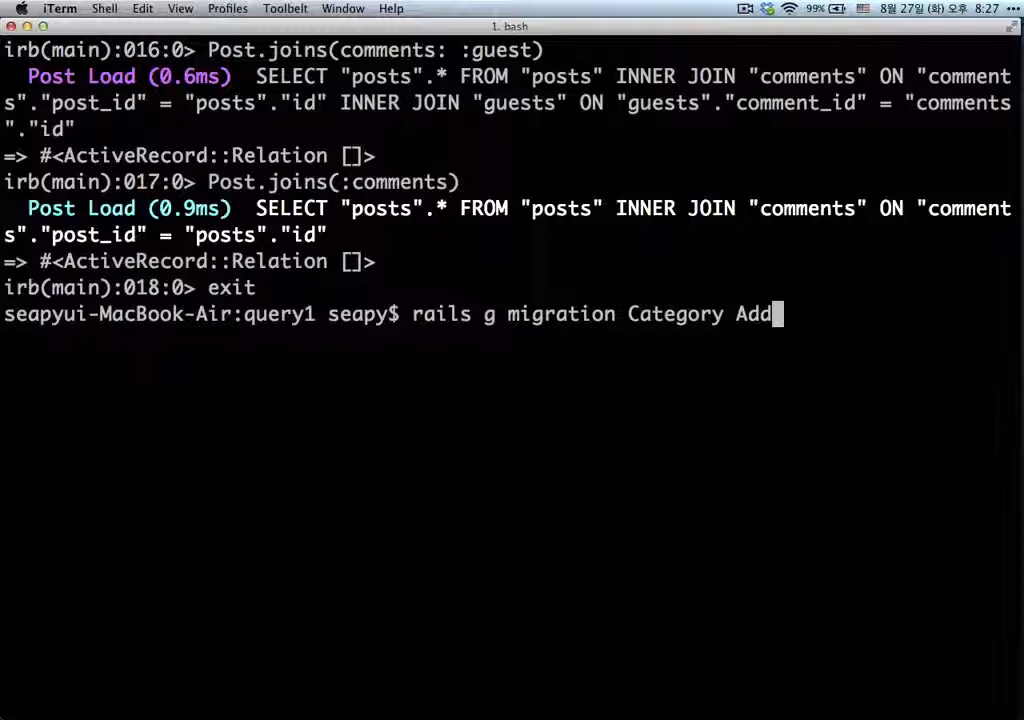 iTerm Shell Edit View Profiles Toolbelt Window Help 99% 8월 27일 (화) 오후 8:27
1. bash
irb(main):016:0> Post.joins(comments: :guest)
Post Load (0.6ms) SELECT "posts".* FROM "posts" INNER JOIN "comments" ON "comment
s"."post_id" = "posts"."id" INNER JOIN "guests" ON "guests"."comment_id" = "comments
"."id"
=> #<ActiveRecord::Relation []>
irb(main):017:0> Post.joins(:comments)
Post Load (0.9ms) SELECT "posts".* FROM "posts" INNER JOIN "comments" ON "comment
s"."post_id" = "posts"."id"
=> #<ActiveRecord::Relation []>
irb(main):018:0> exit
seapyui-MacBook-Air:query1 seapy$ rails g migration Category Add